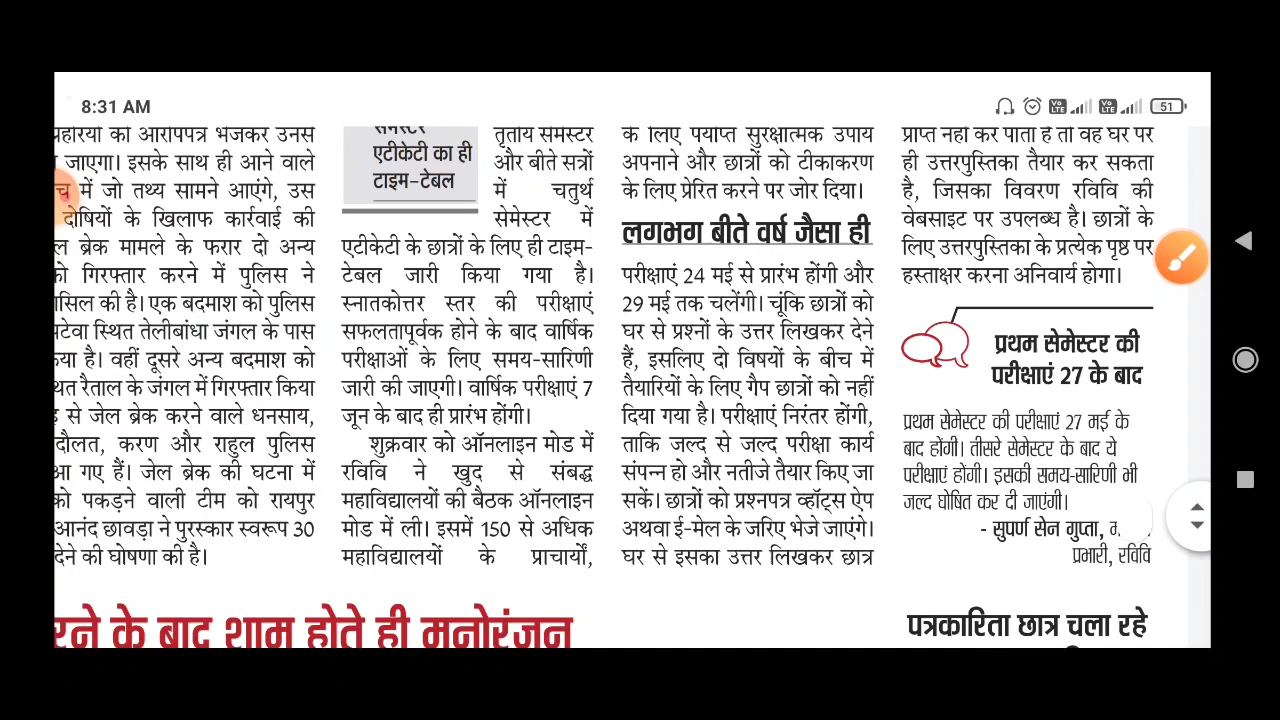 8:31 AM
51
जाएगा। इसके साथ ही आने वाले
में जो तथ्य सामने आएंगे, उस
दोषियों के खिलाफ कार्रवाई की
ब्रेक मामले के फरार दो अन्य
गिरफ्तार करने में पुलिस ने
की है। एक बदमाश को पुलिस
स्थित तेलीबांधा जंगल के पास
है। वहीं दूसरे अन्य बदमाश को
रैताल के जंगल में गिरफ्तार किया
से जेल ब्रेक करने वाले धनसाय,
दौलत, करण और राहुल पुलिस
गए हैं। जेल ब्रेक की घटना में
को पकड़ने वाली टीम को रायपुर
आनंद छावड़ा ने पुरस्कार स्वरूप 30
देने की घोषणा की है।
एटीकेटी का ही
टाइम-टेबल
तृतीय सेमेस्टर
और बीते सत्रों
में चतुर्थ
सेमेस्टर में
एटीकेटी के छात्रों के लिए ही टाइम-
टेबल जारी किया गया है।
स्नातकोत्तर स्तर की परीक्षाएं
सफलतापूर्वक होने के बाद वार्षिक
परीक्षाओं के लिए समय-सारिणी
जारी की जाएगी। वार्षिक परीक्षाएं 7
जून के बाद ही प्रारंभ होंगी।
शुक्रवार को ऑनलाइन मोड में
रविवि ने खुद से संबद्ध
महाविद्यालयों की बैठक ऑनलाइन
मोड में ली। इसमें 150 से अधिक
महाविद्यालयों के प्राचार्यों,
के लिए पर्याप्त सुरक्षात्मक उपाय
अपनाने और छात्रों को टीकाकरण
के लिए प्रेरित करने पर जोर दिया।
लगभग बीते वर्ष जैसा ही
परीक्षाएं 24 मई से प्रारंभ होंगी और
29 मई तक चलेंगी। चूंकि छात्रों को
घर से प्रश्नों के उत्तर लिखकर देने
हैं, इसलिए दो विषयों के बीच में
तैयारियों के लिए गैप छात्रों को नहीं
दिया गया है। परीक्षाएं निरंतर होंगी,
ताकि जल्द से जल्द परीक्षा कार्य
संपन्न हो और नतीजे तैयार किए जा
सकें। छात्रों को प्रश्नपत्र व्हॉट्स ऐप
अथवा ई-मेल के जरिए भेजे जाएंगे।
घर से इसका उत्तर लिखकर छात्र
प्राप्त नहीं कर पाता है तो वह घर पर
ही उत्तरपुस्तिका तैयार कर सकता
है, जिसका विवरण रविवि की
वेबसाइट पर उपलब्ध है। छात्रों के
लिए उत्तरपुस्तिका के प्रत्येक पृष्ठ पर
हस्ताक्षर करना अनिवार्य होगा।
प्रथम सेमेस्टर की
परीक्षाएं 27 के बाद
प्रथम सेमेस्टर की परीक्षाएं 27 मई के
बाद होंगी। तीसरे सेमेस्टर के बाद ये
परीक्षाएं होंगी। इसकी समय-सारिणी भी
जल्द घोषित कर दी जाएंगी।
- सुपर्ण सेन गुप्ता,
प्रभारी, रविवि
के बाद शाम होते ही मनोरंजन
पत्रकारिता छात्र चला रहे